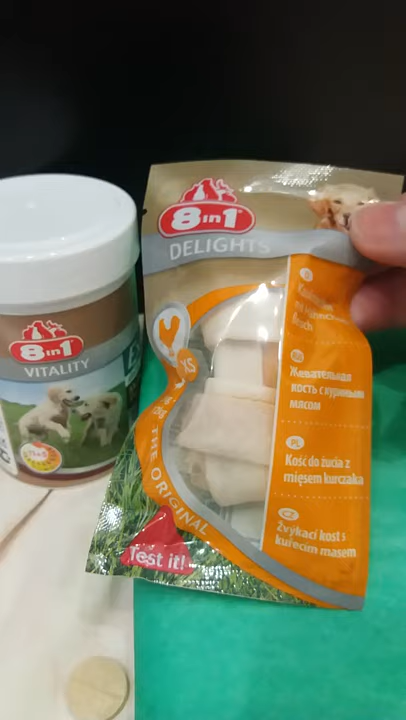 8in1
VITALITY
8in1
DELIGHTS
XS
THE ORIGINAL
Test it!
Жевательная
кость с куриным
мясом
PL
Kość do żucia z
mięsem kurczaka
CZ
Žvýkací kost s
kuřecím masem